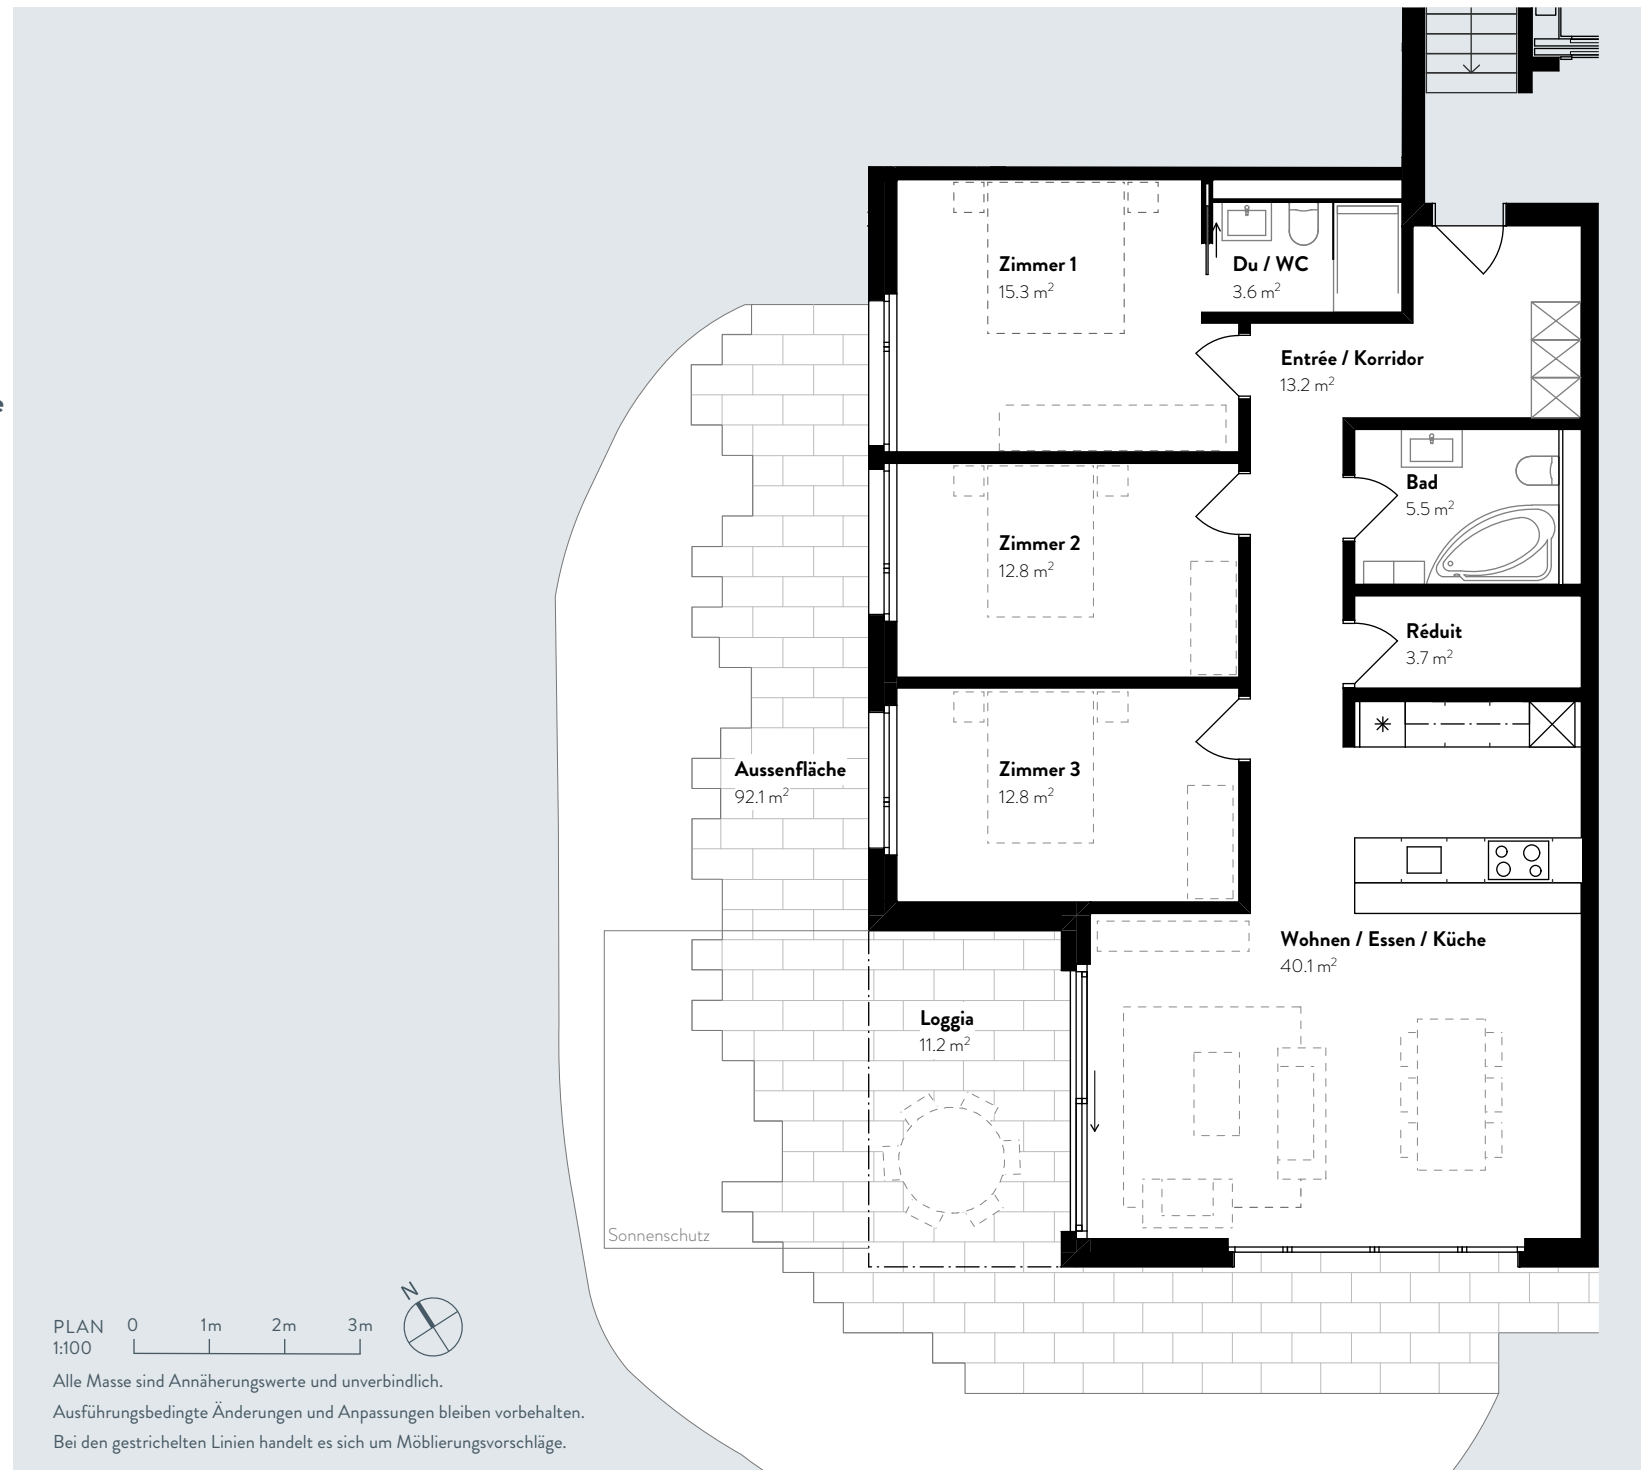 Zimmer 1
15.3 m²
Du / WC
3.6 m²
Entrée / Korridor
13.2 m²
Bad
5.5 m²
Zimmer 2
12.8 m²
Réduit
3.7 m²
Aussenfläche
92.1 m²
Zimmer 3
12.8 m²
Wohnen / Essen / Küche
40.1 m²
Loggia
11.2 m²
Sonnenschutz
N
PLAN 0 1m 2m 3m
1:100
Alle Masse sind Annäherungswerte und unverbindlich.
Ausführungsbedingte Änderungen und Anpassungen bleiben vorbehalten.
Bei den gestrichelten Linien handelt es sich um Möblierungsvorschläge.